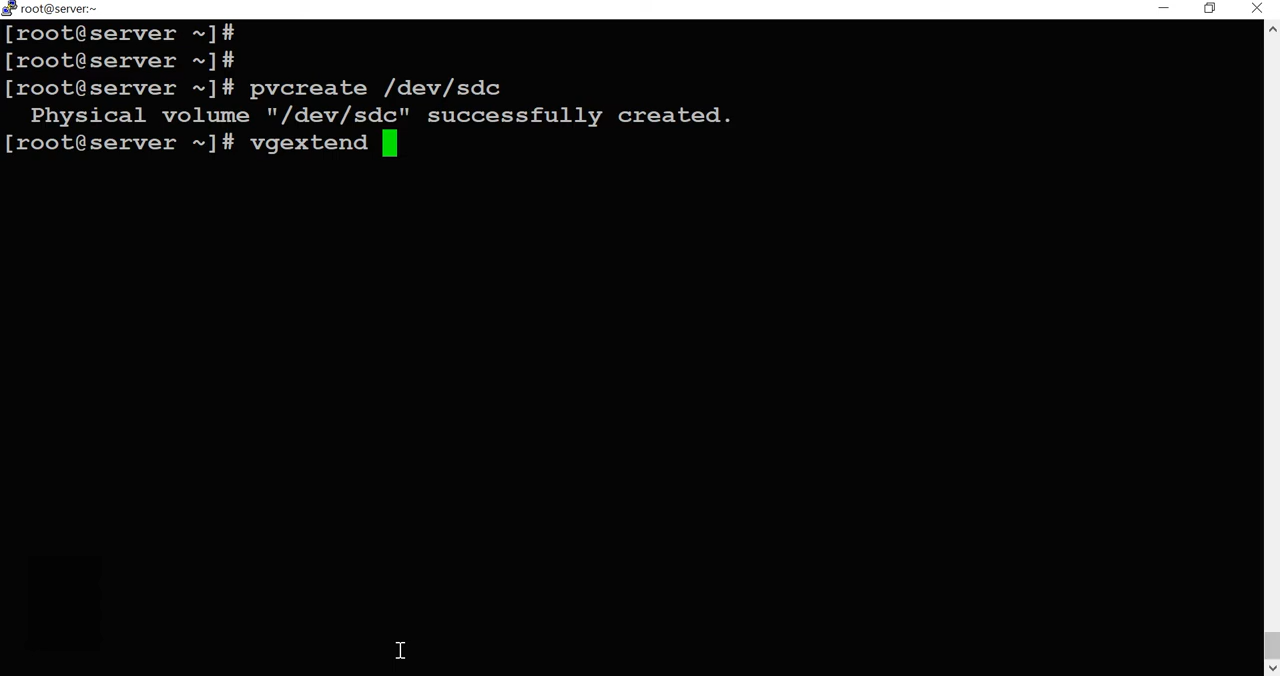 root@server:~
[root@server ~]#
[root@server ~]#
[root@server ~]# pvcreate /dev/sdc
  Physical volume "/dev/sdc" successfully created.
[root@server ~]# vgextend